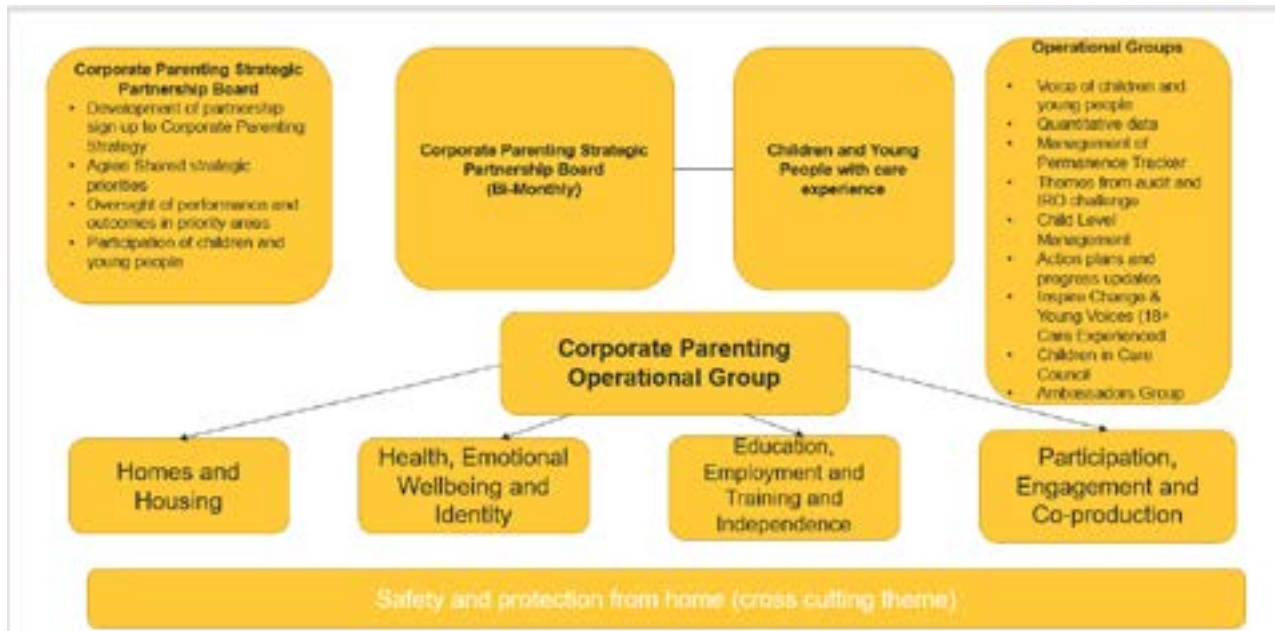 Corporate Parenting Strategic
Partnership Board
• Development of partnership
sign up to Corporate Parenting
Strategy
• Agree Shared strategic
priorities
• Oversight of performance and
outcomes in priority areas
• Participation of children and
young people
Corporate Parenting Strategic
Partnership Board
(Bi-Monthly)
Children and Young
People with care
experience
Operational Groups
• Voice of children and
young people
• Quantitative data
• Management of
Permanence Tracker
• Themes from audit and
IRO challenge
• Child Level
Management
• Action plans and
progress updates
• Inspire Change &
Young Voices (18+
Care Experienced
• Children in Care
Council
• Ambassadors Group
Corporate Parenting
Operational Group
Homes and
Housing
Health, Emotional
Wellbeing and
Identity
Education,
Employment and
Training and
Independence
Participation,
Engagement and
Co-production
Safety and protection from home (cross cutting theme)